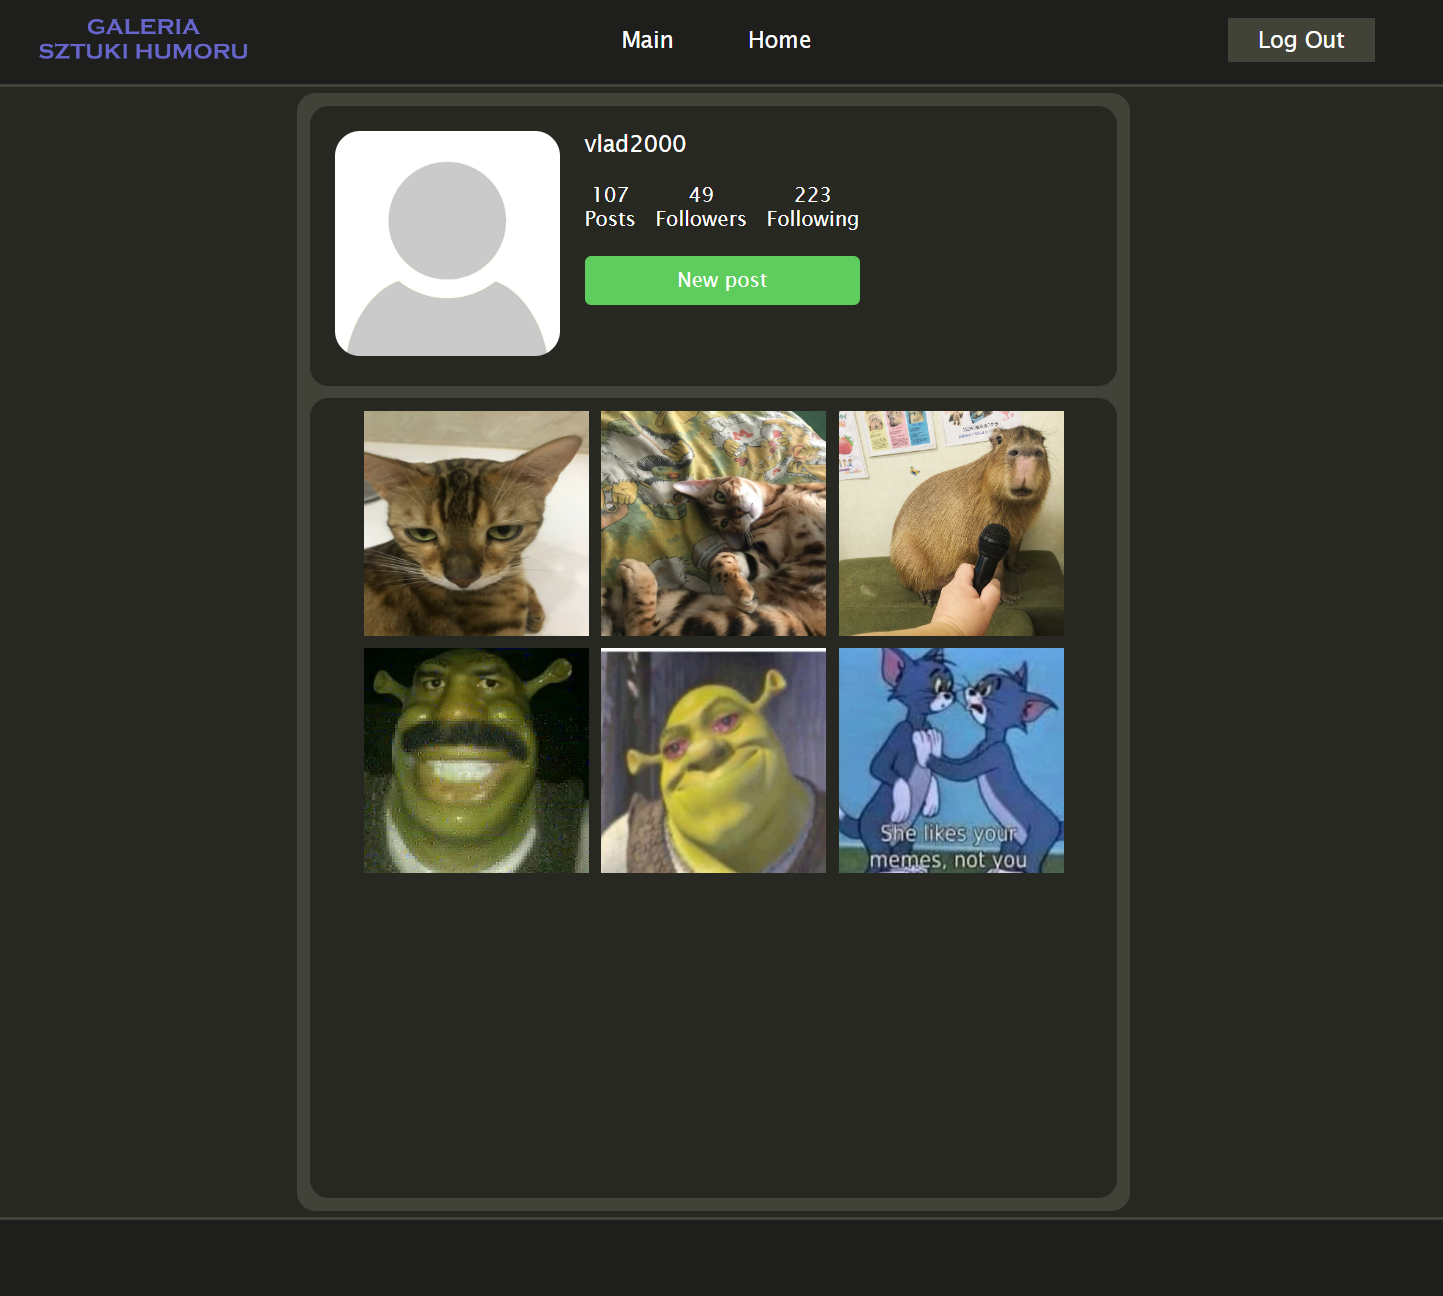 GALERIA
SZTUKI HUMORU
Main
Home
Log Out
vlad2000
107
Posts
49
Followers
223
Following
New post
She likes your
memes, not you